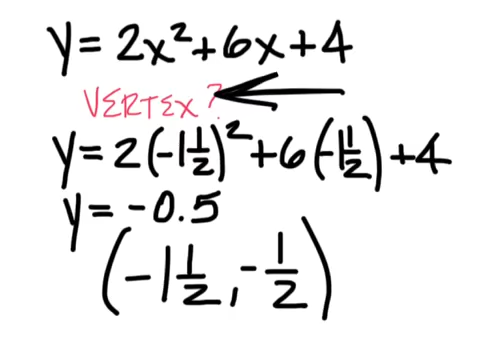 y = 2x² + 6x + 4
VERTEX?
y = 2(-1½)² + 6(-1½) + 4
y = -0.5
(-1½, -½)